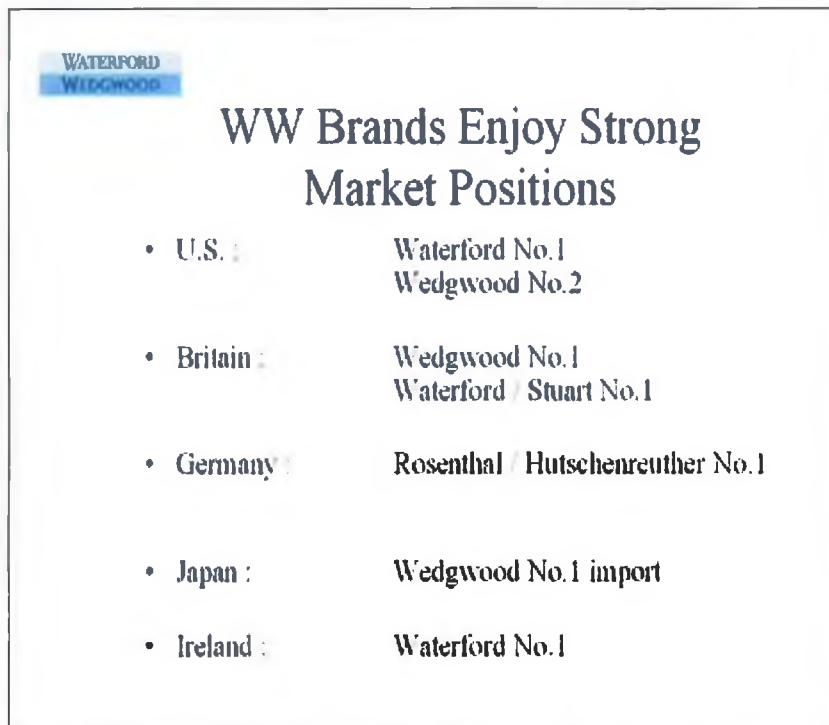 WATERFORD
WEDGWOOD
WW Brands Enjoy Strong
Market Positions
• U.S. : Waterford No.1
Wedgwood No.2
• Britain : Wedgwood No.1
Waterford / Stuart No.1
• Germany : Rosenthal / Hutschenreuther No.1
• Japan : Wedgwood No.1 import
• Ireland : Waterford No.1